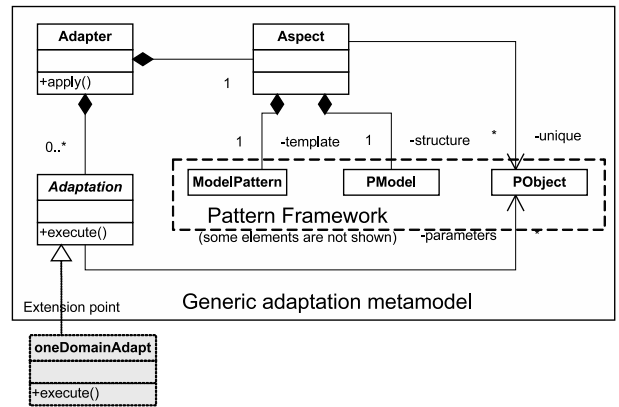 Adapter
Aspect
+apply()
1
0..*
1
-template
1
-structure
*
-unique
Adaptation
ModelPattern
PModel
PObject
Pattern Framework
+execute()
(some elements are not shown)
-parameters
*
Extension point
Generic adaptation metamodel
oneDomainAdapt
+execute()